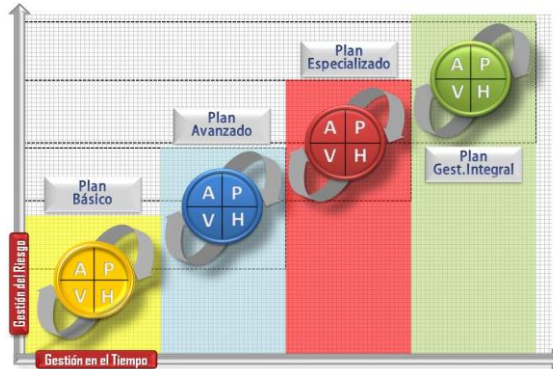 A P
V H
Plan
Gest.Integral
Plan
Especializado
A P
V H
Plan
Avanzado
A P
V H
Plan
Básico
A P
V H
Gestión del Riesgo
Gestión en el Tiempo